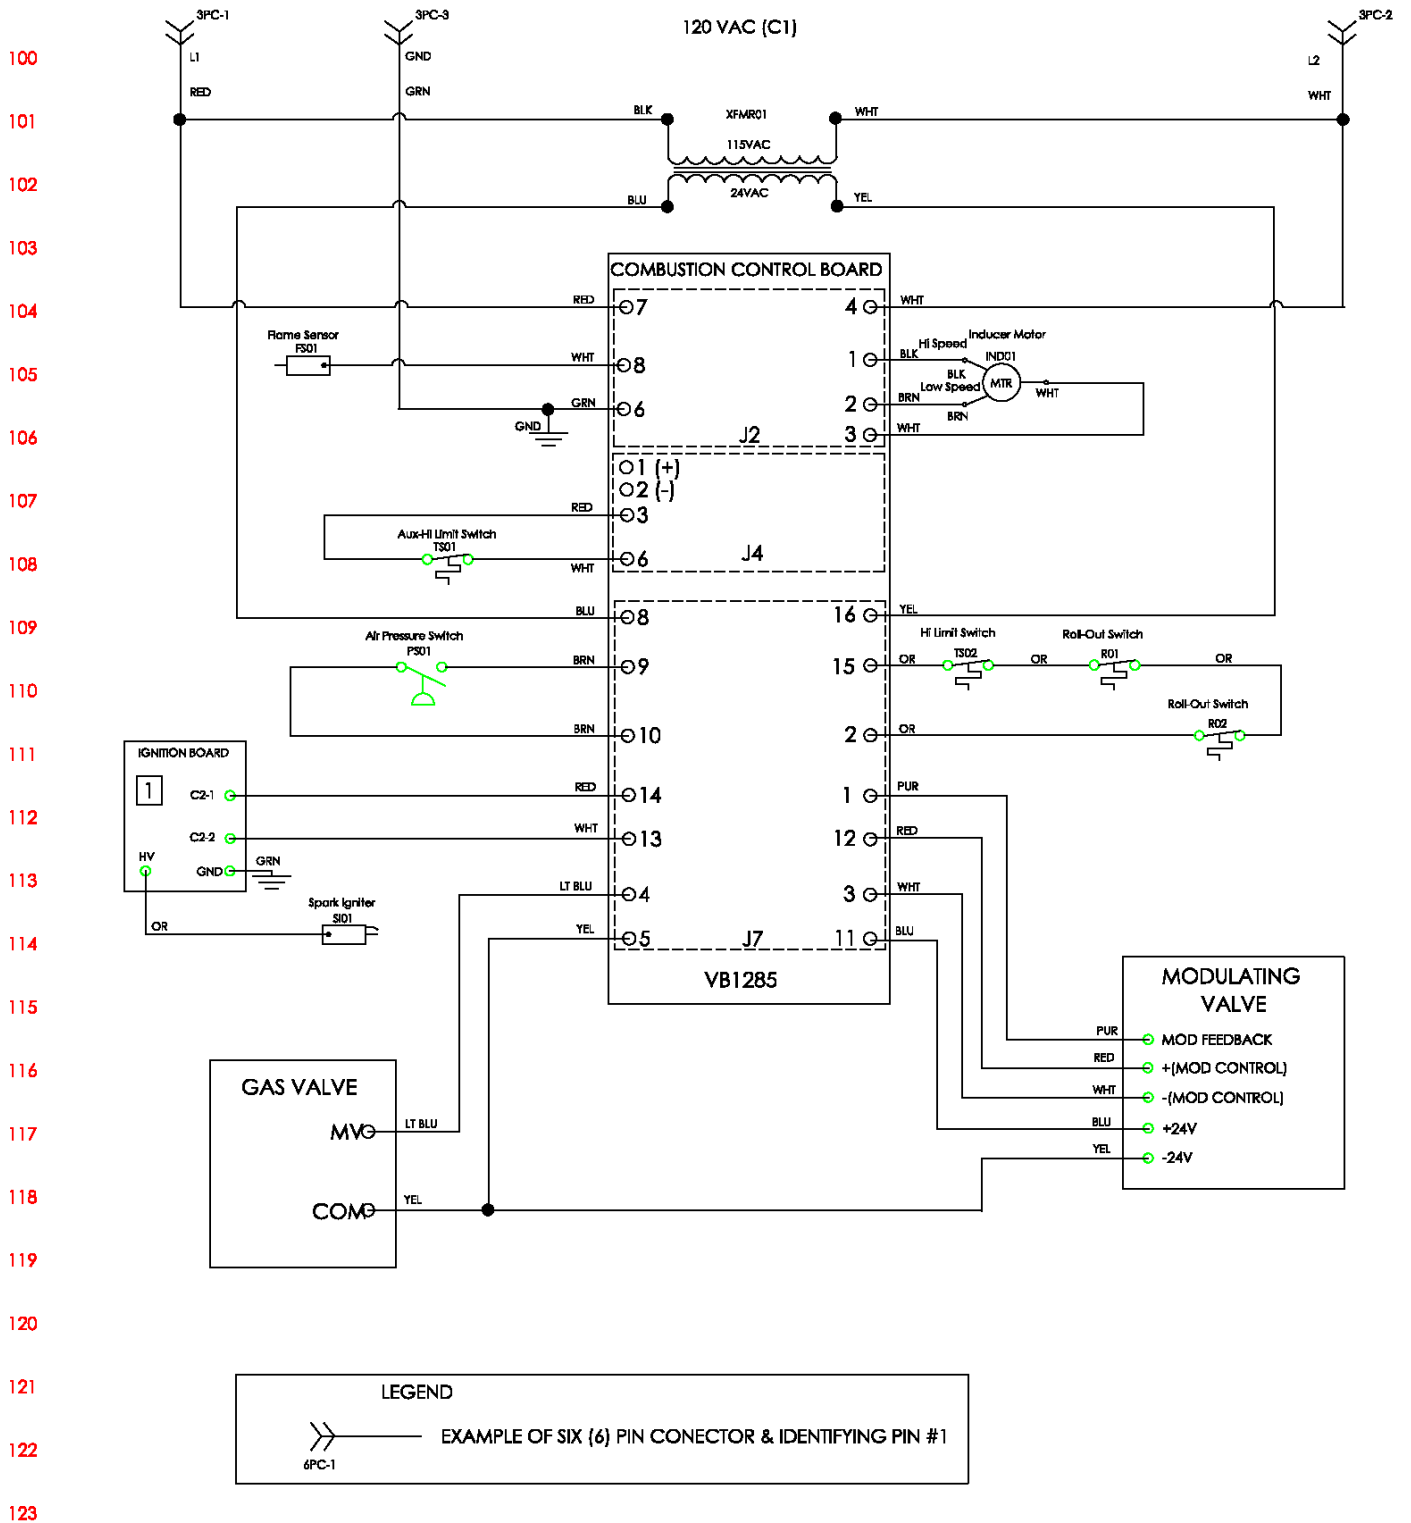 3PC-1
3PC-3
120 VAC (C1)
3PC-2
100
L1
GND
L2
RED
GRN
WHT
101
BLK
XFMR01
WHT
115VAC
102
24VAC
BLU
YEL
103
COMBUSTION CONTROL BOARD
104
RED
7
4
WHT
Flame Sensor
FS01
Hi Speed
Inducer Motor
WHT
8
1
BLK
IND01
105
BLK
MTR
Low Speed
WHT
GRN
6
2
BRN
BRN
GND
106
J2
3
WHT
1 (+)
2 (-)
107
RED
3
Aux-Hi Limit Switch
TS01
J4
108
6
WHT
BLU
8
16
YEL
109
Air Pressure Switch
PS01
Hi Limit Switch
TS02
Roll-Out Switch
R01
BRN
9
15
OR
OR
OR
110
Roll-Out Switch
R02
BRN
10
2
OR
111
IGNITION BOARD
1
C2-1
RED
14
1
PUR
112
C2-2
WHT
13
12
RED
HV
GND
GRN
113
LT BLU
4
3
WHT
Spark Igniter
SI01
OR
114
YEL
5
J7
11
BLU
VB1285
MODULATING
VALVE
115
PUR
MOD FEEDBACK
116
RED
+(MOD CONTROL)
GAS VALVE
WHT
-(MOD CONTROL)
117
MV
LT BLU
BLU
+24V
YEL
-24V
118
COM
YEL
119
120
121
LEGEND
122
EXAMPLE OF SIX (6) PIN CONECTOR & IDENTIFYING PIN #1
6PC-1
123